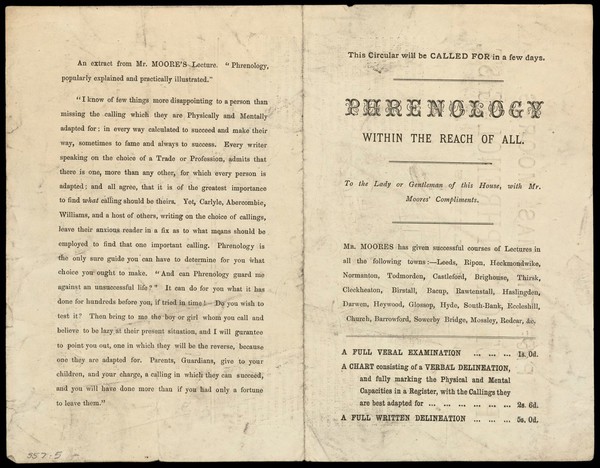 An extract from Mr. MOORE'S Lecture. "Phrenology,
popularly explained and practically illustrated."
"I know of few things more disappointing to a person than
missing the calling which they are Physically and Mentally
adapted for: in every way calculated to succeed and make their
way, sometimes to fame and always to success. Every writer
speaking on the choice of a Trade or Profession, admits that
there is one, more than any other, for which every person is
adapted; and all agree, that it is of the greatest importance
to find what calling should be theirs. Yet, Carlyle, Abercombie,
Williams, and a host of others, writing on the choice of callings,
leave their anxious reader in a fix as to what means should be
employed to find that one important calling. Phrenology is
the only sure guide you can have to determine for you what
choice you ought to make. "And can Phrenology guard me
against an unsuccessful life?" It can do for you what it has
done for hundreds before you, if tried in time! Do you wish to
test it? Then bring to me the boy or girl whom you call and
believe to be lazy at their present situation, and I will gurantee
to point you out, one in which they will be the reverse, because
one they are adapted for. Parents, Guardians, give to your
children, and your charge, a calling in which they can succeed,
and you will have done more than if you had only a fortune
to leave them."
557.5
This Circular will be CALLED FOR in a few days.
PHRENOLOGY
WITHIN THE REACH OF ALL.
To the Lady or Gentleman of this House, with Mr.
Moores' Compliments.
MR. MOORES has given successful courses of Lectures in
all the following towns:—Leeds, Ripon, Heckmondwike,
Normanton, Todmorden, Castleford, Brighouse, Thirsk,
Cleckheaton, Birstall, Bacup, Rawtenstall, Haslingden,
Darwen, Heywood, Glossop, Hyde, South-Bank, Eccleshill,
Church, Barrowford, Sowerby Bridge, Mossley, Redcar, &c.
A FULL VERAL EXAMINATION ... ... ... 1s. 0d.
A CHART consisting of a VERBAL DELINEATION,
and fully marking the Physical and Mental
Capacities in a Register, with the Callings they
are best adapted for ... ... ... ... ... ... 2s. 6d.
A FULL WRITTEN DELINEATION ... ... 5s. 0d.